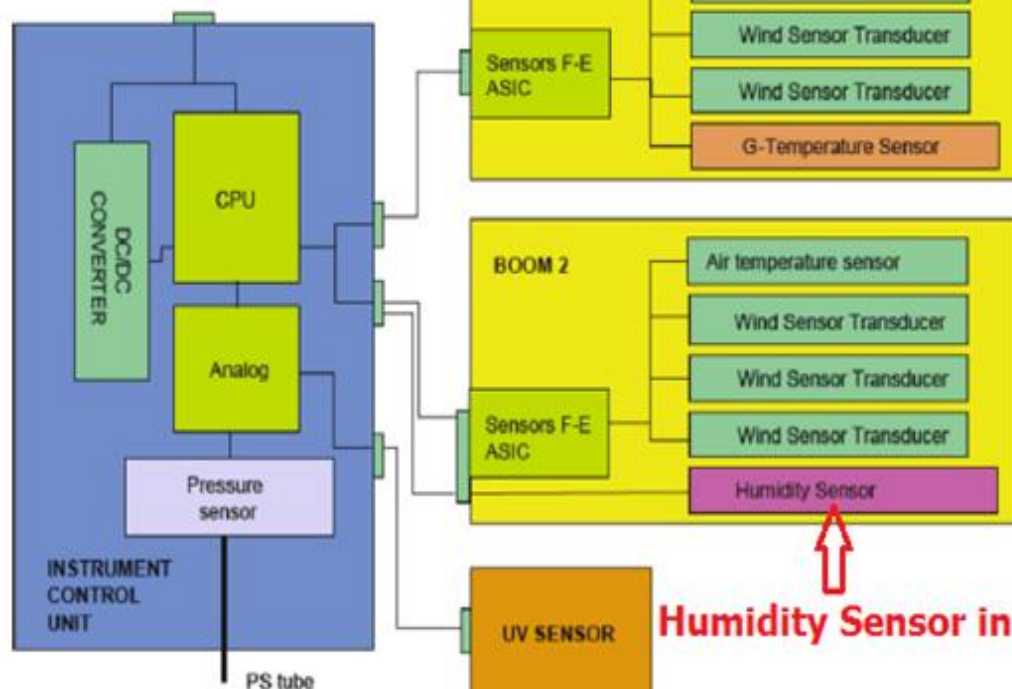 Wind Sensor Transducer
Sensors F-E
ASIC
Wind Sensor Transducer
G-Temperature Sensor
CPU
DC/DC
CONVERTER
BOOM 2
Air temperature sensor
Wind Sensor Transducer
Analog
Wind Sensor Transducer
Sensors F-E
ASIC
Wind Sensor Transducer
Pressure
sensor
Humidity Sensor
INSTRUMENT
CONTROL
UNIT
UV SENSOR
Humidity Sensor in
PS tube